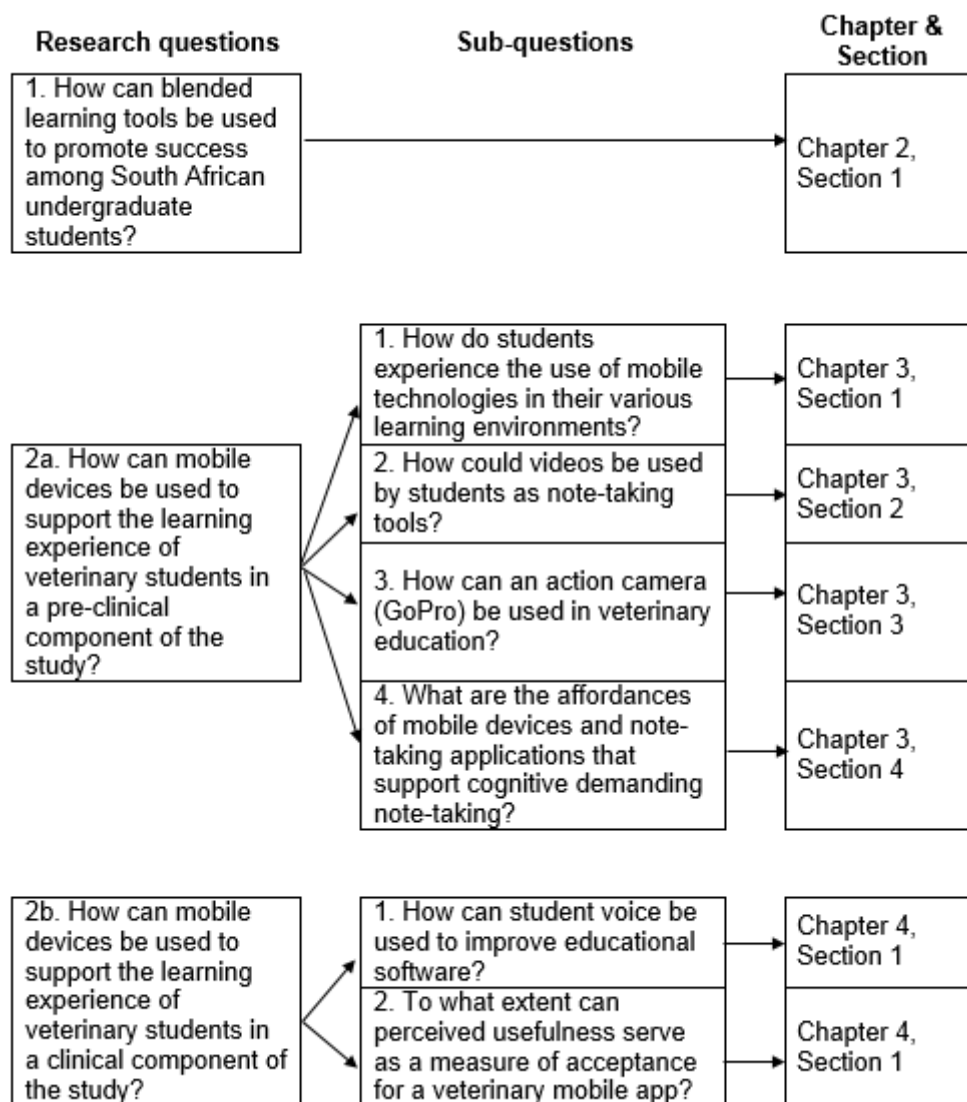 Research questions
Sub-questions
Chapter &
Section
1. How can blended
learning tools be used
to promote success
among South African
undergraduate
students?
Chapter 2,
Section 1
2a. How can mobile
devices be used to
support the learning
experience of
veterinary students in
a pre-clinical
component of the
study?
1. How do students
experience the use of mobile
technologies in their various
learning environments?
Chapter 3,
Section 1
2. How could videos be used
by students as note-taking
tools?
Chapter 3,
Section 2
3. How can an action camera
(GoPro) be used in veterinary
education?
Chapter 3,
Section 3
4. What are the affordances
of mobile devices and note-
taking applications that
support cognitive demanding
note-taking?
Chapter 3,
Section 4
2b. How can mobile
devices be used to
support the learning
experience of
veterinary students in
a clinical component of
the study?
1. How can student voice be
used to improve educational
software?
Chapter 4,
Section 1
2. To what extent can
perceived usefulness serve
as a measure of acceptance
for a veterinary mobile app?
Chapter 4,
Section 1